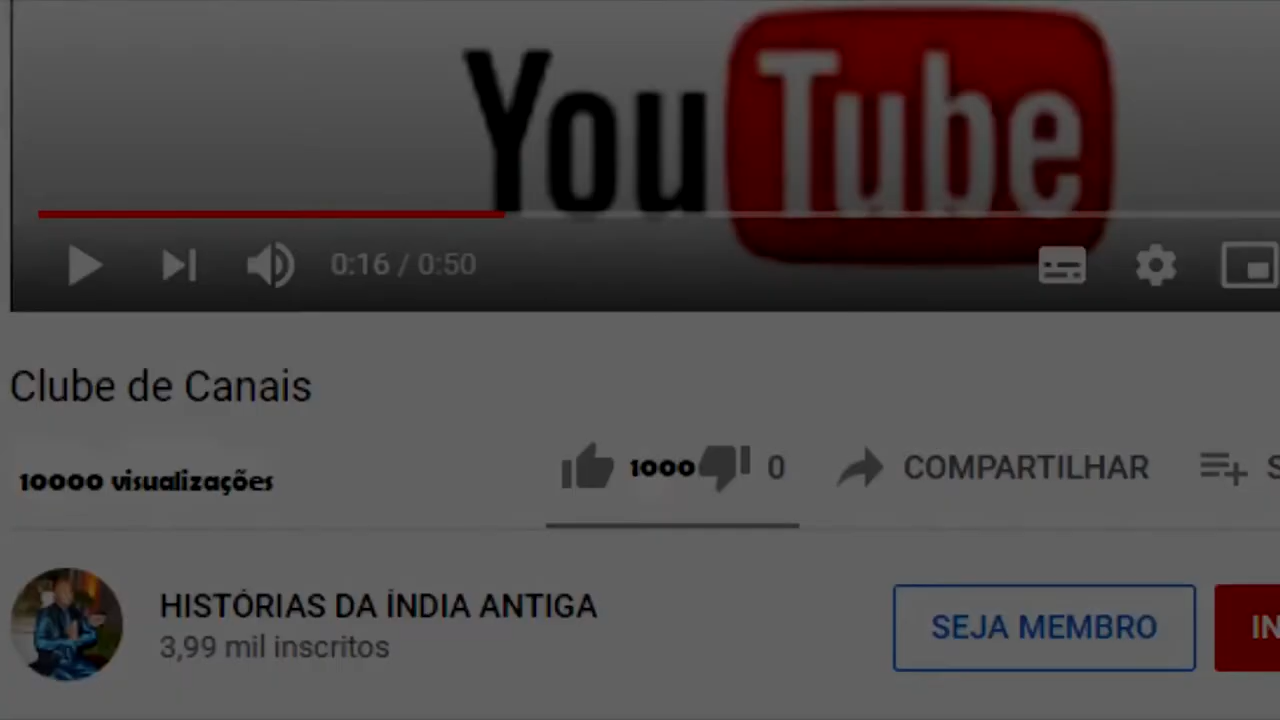 YouTube
0:16 / 0:50
Clube de Canais
10000 visualizações
1000 0 COMPARTILHAR
HISTÓRIAS DA ÍNDIA ANTIGA
3,99 mil inscritos
SEJA MEMBRO